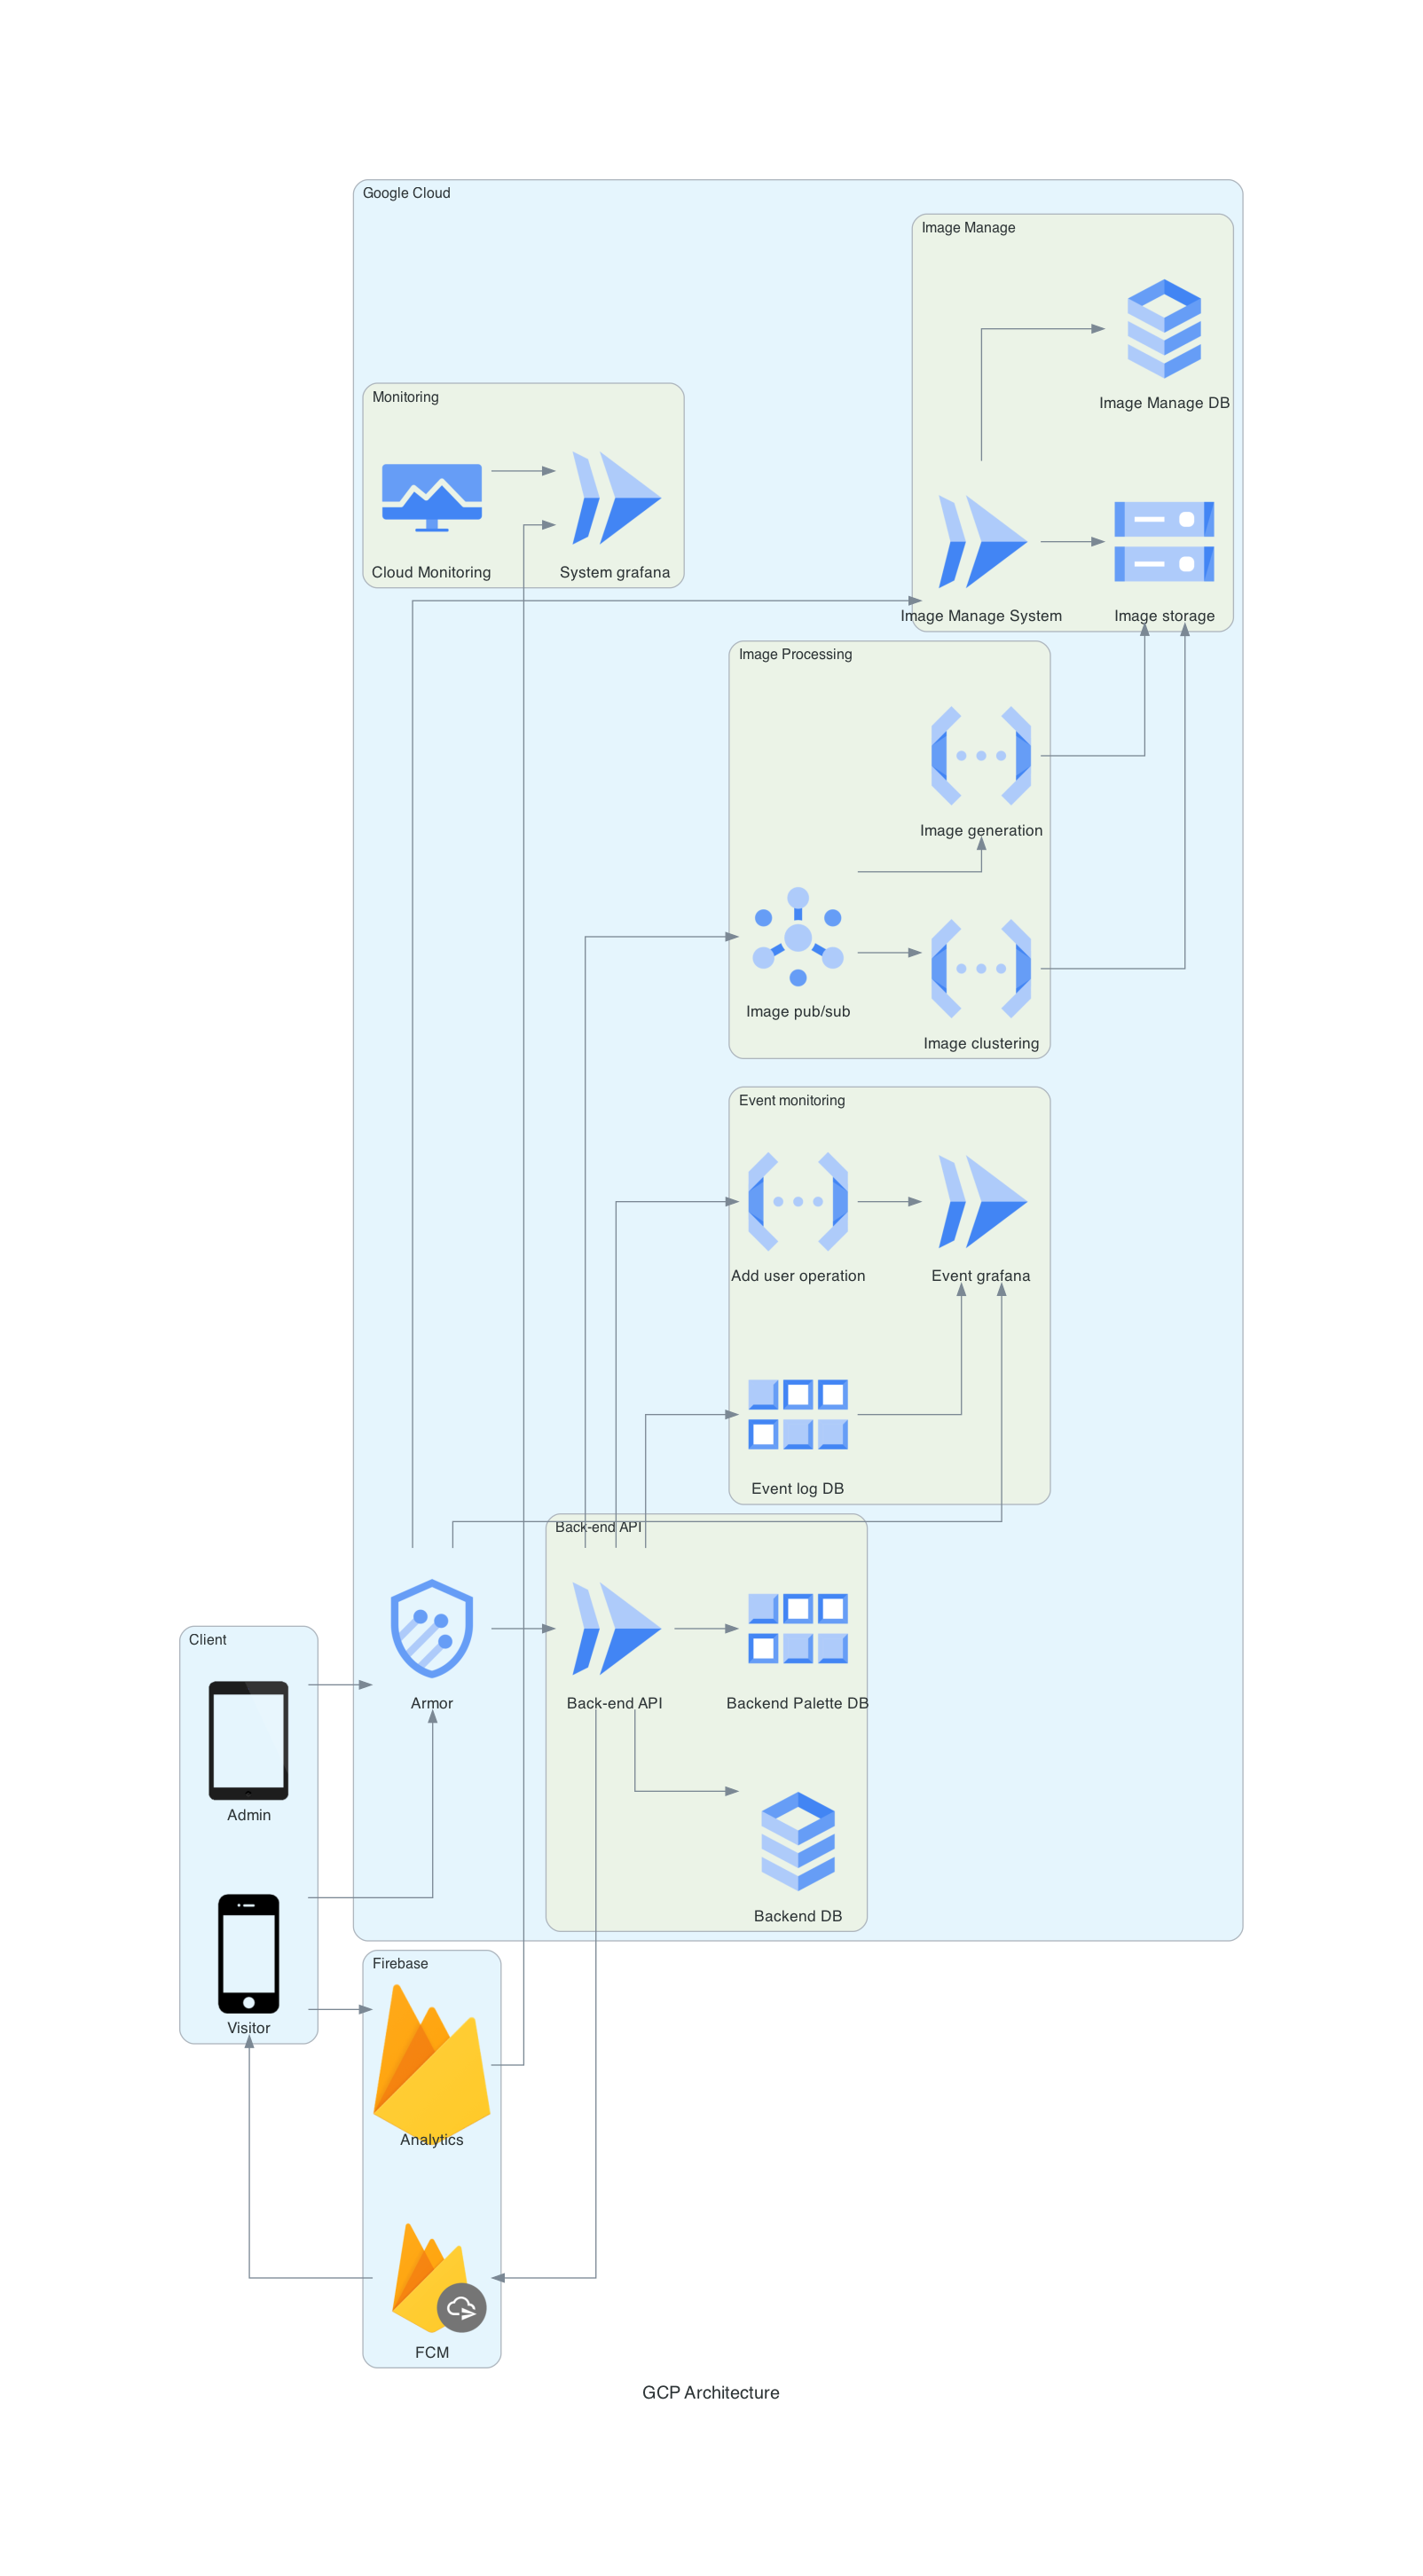 Google Cloud
Image Manage
Image Manage DB
Monitoring
Cloud Monitoring
System grafana
Image Manage System
Image storage
Image Processing
Image generation
Image pub/sub
Image clustering
Event monitoring
Add user operation
Event grafana
Event log DB
Back-end API
Client
Armor
Back-end API
Backend Palette DB
Admin
Backend DB
Firebase
Visitor
Analytics
FCM
GCP Architecture